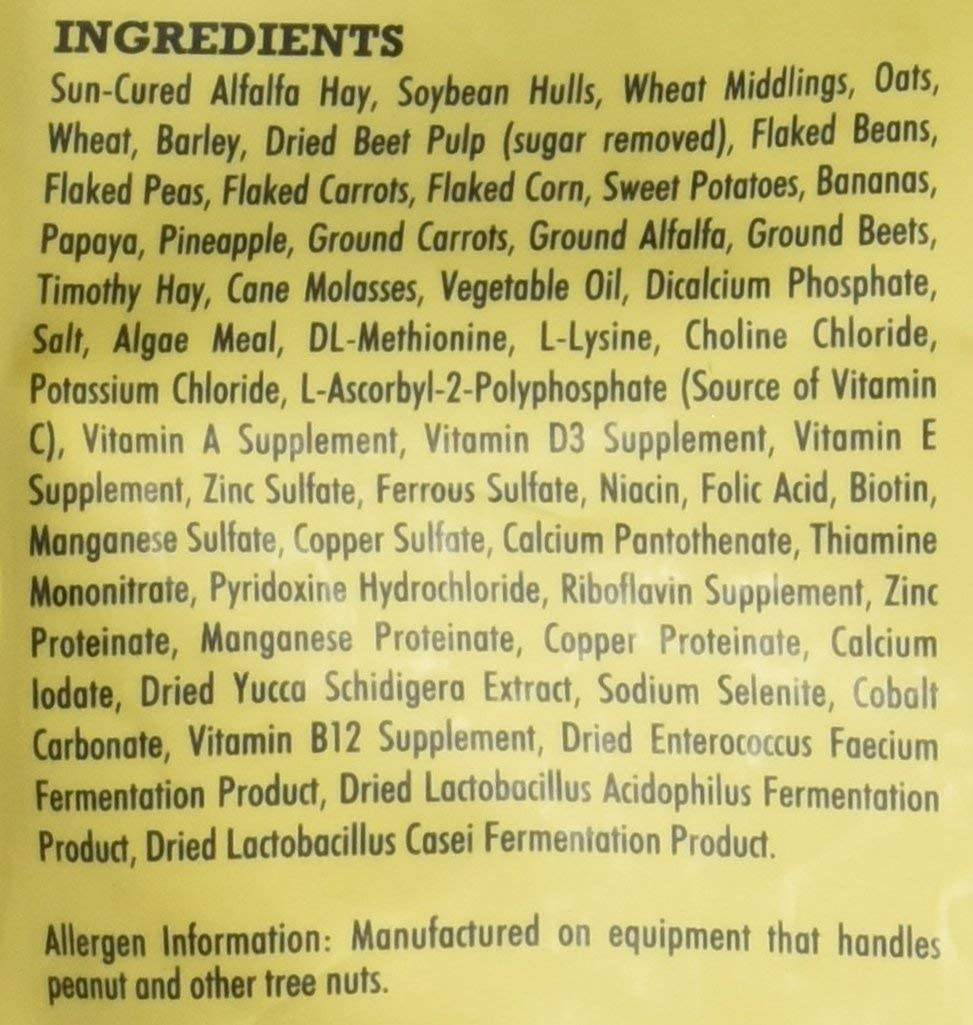 INGREDIENTS
Sun-Cured Alfalfa Hay, Soybean Hulls, Wheat Middlings, Oats,
Wheat, Barley, Dried Beet Pulp (sugar removed), Flaked Beans,
Flaked Peas, Flaked Carrots, Flaked Corn, Sweet Potatoes, Bananas,
Papaya, Pineapple, Ground Carrots, Ground Alfalfa, Ground Beets,
Timothy Hay, Cane Molasses, Vegetable Oil, Dicalcium Phosphate,
Salt, Algae Meal, DL-Methionine, L-Lysine, Choline Chloride,
Potassium Chloride, L-Ascorbyl-2-Polyphosphate (Source of Vitamin
C), Vitamin A Supplement, Vitamin D3 Supplement, Vitamin E
Supplement, Zinc Sulfate, Ferrous Sulfate, Niacin, Folic Acid, Biotin,
Manganese Sulfate, Copper Sulfate, Calcium Pantothenate, Thiamine
Mononitrate, Pyridoxine Hydrochloride, Riboflavin Supplement, Zinc
Proteinate, Manganese Proteinate, Copper Proteinate, Calcium
Iodate, Dried Yucca Schidigera Extract, Sodium Selenite, Cobalt
Carbonate, Vitamin B12 Supplement, Dried Enterococcus Faecium
Fermentation Product, Dried Lactobacillus Acidophilus Fermentation
Product, Dried Lactobacillus Casei Fermentation Product.
Allergen Information: Manufactured on equipment that handles
peanut and other tree nuts.